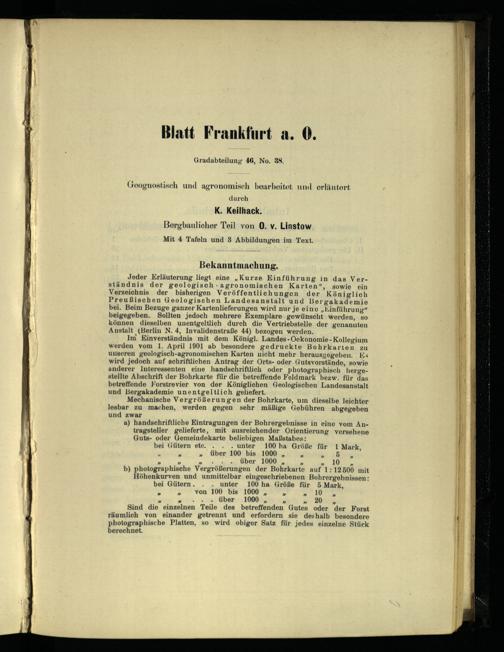 Blatt Frankfurt a. O.
Gradabteilung 46, No. 38.
Geognostisch und agronomisch bearbeitet und erläutert
durch
K. Keilhack.
Bergbaulicher Teil von O. v. Linstow
Mit 4 Tafeln und 3 Abbildungen im Text.
Bekanntmachung.
Jeder Erläuterung liegt eine „Kurze Einführung in das Ver-
ständnis der geologisch-agronomischen Karten“, sowie ein
Verzeichnis der bisherigen Veröffentlichungen der Königlich
Preußischen Geologischen Landesanstalt und Bergakademie
bei. Beim Bezuge ganzer Kartenlieferungen wird nur je eine „Einführung“
beigegeben. Sollten jedoch mehrere Exemplare gewünscht werden, so
können dieselben unentgeltlich durch die Vertriebstelle der genannten
Anstalt (Berlin N. 4, Invalidenstraße 44) bezogen werden.
Im Einverständnis mit dem Königl. Landes-Oekonomie-Kollegium
werden vom 1. April 1901 ab besondere gedruckte Bohrkarten zu
unseren geologisch-agronomischen Karten nicht mehr herausgegeben. Es
wird jedoch auf schriftlichen Antrag der Orts- oder Gutsvorstände, sowie
anderer Interessenten eine handschriftlich oder photographisch herge-
stellte Abschrift der Bohrkarte für die betreffende Feldmark bezw. für das
betreffende Forstrevier von der Königlichen Geologischen Landesanstalt
und Bergakademie unentgeltlich geliefert.
Mechanische Vergrößerungen der Bohrkarte, um dieselbe leichter
lesbar zu machen, werden gegen sehr mäßige Gebühren abgegeben
und zwar
a) handschriftliche Eintragungen der Bohrergebnisse in eine vom An-
tragsteller gelieferte, mit ausreichender Orientierung versehene
Guts- oder Gemeindekarte beliebigen Maßstabes:
bei Gütern etc. . . . unter 100 ha Größe für 1 Mark,
„ „ „ über 100 bis 1000 „ „ „ 5 „
„ „ „ . . . über 1000 „ „ „ 10 „
b) photographische Vergrößerungen der Bohrkarte auf 1:12500 mit
Höhenkurven und unmittelbar eingeschriebenen Bohrergebnissen:
bei Gütern . . . unter 100 ha Größe für 5 Mark,
„ „ von 100 bis 1000 „ „ „ 10 „
„ „ . . . . über 1000 „ „ „ 20 „
Sind die einzelnen Teile des betreffenden Gutes oder der Forst
räumlich von einander getrennt und erfordern sie deshalb besondere
photographische Platten, so wird obiger Satz für jedes einzelne Stück
berechnet.